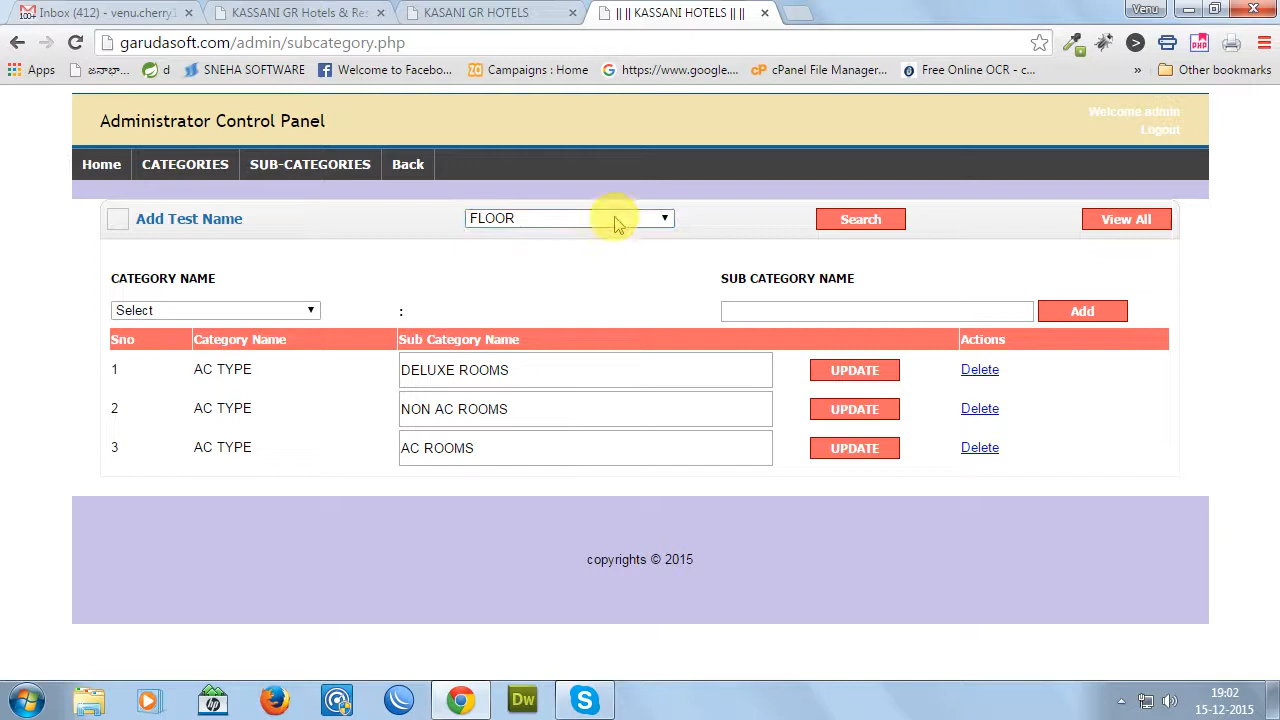 Inbox (412) - venu.cherry1
KASSANI GR Hotels & Re
KASANI GR HOTELS
|| || KASSANI HOTELS || ||
Venu
garudasoft.com/admin/subcategory.php
Apps
d
SNEHA SOFTWARE
Welcome to Facebo...
Campaigns : Home
https://www.google....
cPanel File Manager...
Free Online OCR - c...
»
Other bookmarks
Administrator Control Panel
Welcome admin
Logout
Home
CATEGORIES
SUB-CATEGORIES
Back
Add Test Name
FLOOR
Search
View All
CATEGORY NAME
SUB CATEGORY NAME
Select
:
Add
Sno Category Name Sub Category Name Actions
1 AC TYPE DELUXE ROOMS UPDATE Delete
2 AC TYPE NON AC ROOMS UPDATE Delete
3 AC TYPE AC ROOMS UPDATE Delete
copyrights © 2015
Dw
19:02
15-12-2015